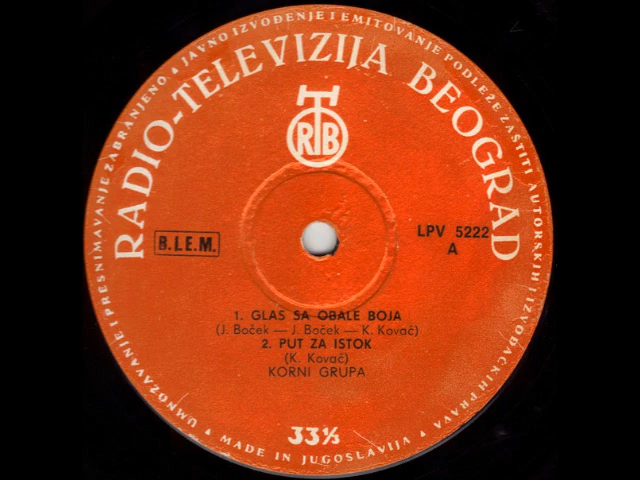 UMNOŽAVANJE I PRESNIMAVANJE ZABRANJENO • JAVNO IZVOĐENJE I EMITOVANJE PODLEŽE ZAŠTITI AUTORSKIH I IZVOĐAČKIH PRAVA
RADIO-TELEVIZIJA BEOGRAD
RTB
B.I.E.M.
LPV 5222
A
1. GLAS SA OBALE BOJA
(J. Boček — J. Boček — K. Kovač)
2. PUT ZA ISTOK
(K. Kovač)
KORNI GRUPA
33⅓
• MADE IN JUGOSLAVIJA •